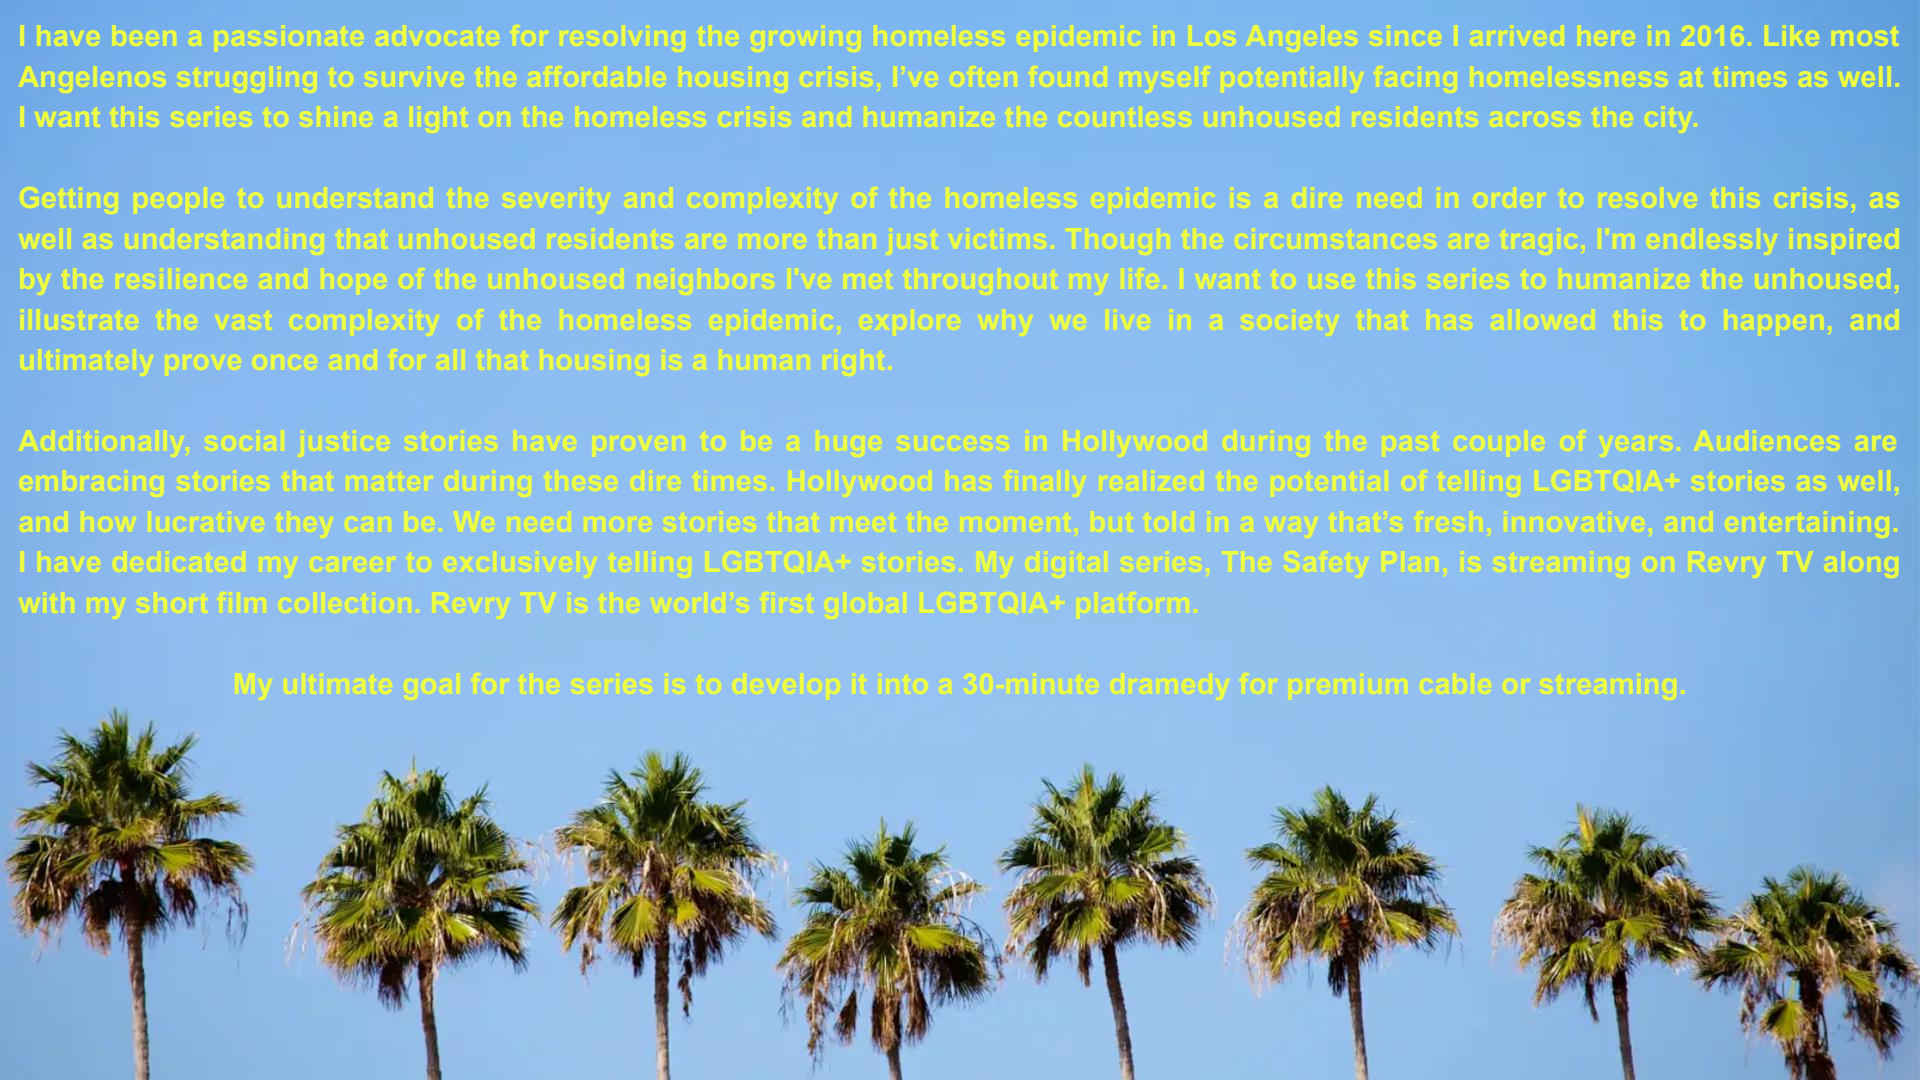 I have been a passionate advocate for resolving the growing homeless epidemic in Los Angeles since I arrived here in 2016. Like most
Angelenos struggling to survive the affordable housing crisis, I’ve often found myself potentially facing homelessness at times as well.
I want this series to shine a light on the homeless crisis and humanize the countless unhoused residents across the city.
Getting people to understand the severity and complexity of the homeless epidemic is a dire need in order to resolve this crisis, as
well as understanding that unhoused residents are more than just victims. Though the circumstances are tragic, I'm endlessly inspired
by the resilience and hope of the unhoused neighbors I've met throughout my life. I want to use this series to humanize the unhoused,
illustrate the vast complexity of the homeless epidemic, explore why we live in a society that has allowed this to happen, and
ultimately prove once and for all that housing is a human right.
Additionally, social justice stories have proven to be a huge success in Hollywood during the past couple of years. Audiences are
embracing stories that matter during these dire times. Hollywood has finally realized the potential of telling LGBTQIA+ stories as well,
and how lucrative they can be. We need more stories that meet the moment, but told in a way that’s fresh, innovative, and entertaining.
I have dedicated my career to exclusively telling LGBTQIA+ stories. My digital series, The Safety Plan, is streaming on Revry TV along
with my short film collection. Revry TV is the world’s first global LGBTQIA+ platform.
My ultimate goal for the series is to develop it into a 30-minute dramedy for premium cable or streaming.